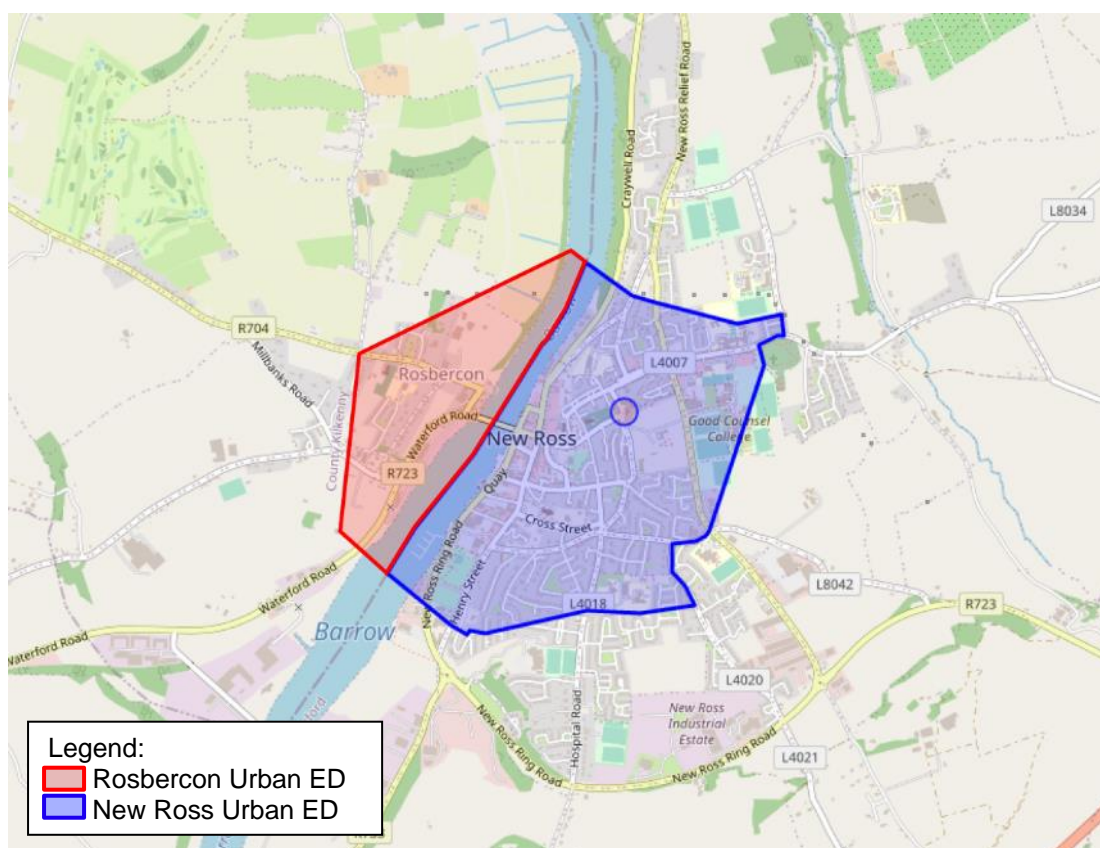 New Ross Relief Road
Craywell Road
L8034
R704
Millbanks Road
Rosbercon
County Kilkenny
Waterford Road
R723
L4007
New Ross
Good Counsel
College
Quay
Cross Street
New Ross Ring Road
Henry Street
L4018
Waterford Road
Waterford Road
Barrow
L8042
R723
L4020
Hospital Road
New Ross
Industrial
Estate
New Ross Ring Road
New Ross Ring Road
L4021
Legend:
Rosbercon Urban ED
New Ross Urban ED